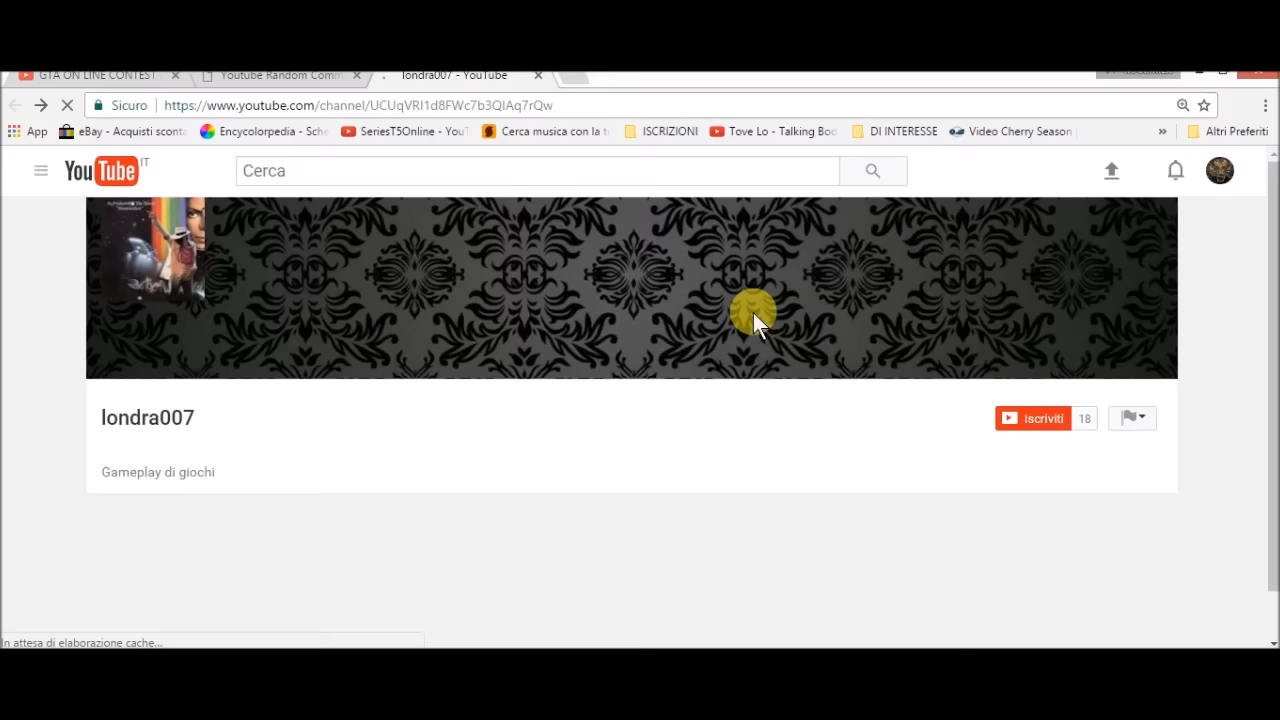 GTA ON LINE CONTEST
Youtube Random Comm
londra007 - YouTube
Sicuro https://www.youtube.com/channel/UCUqVRl1d8FWc7b3QlAq7rQw
App eBay - Acquisti sconta Encycolorpedia - Sche SeriesT5Online - YouT Cerca musica con la t ISCRIZIONI Tove Lo - Talking Bod DI INTERESSE Video Cherry Season » Altri Preferiti
YouTube IT
Cerca
londra007
Iscriviti 18
Gameplay di giochi
In attesa di elaborazione cache...